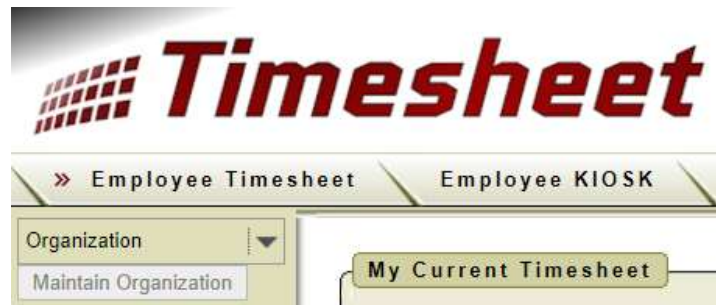 Timesheet
» Employee Timesheet Employee KIOSK
Organization
Maintain Organization
My Current Timesheet